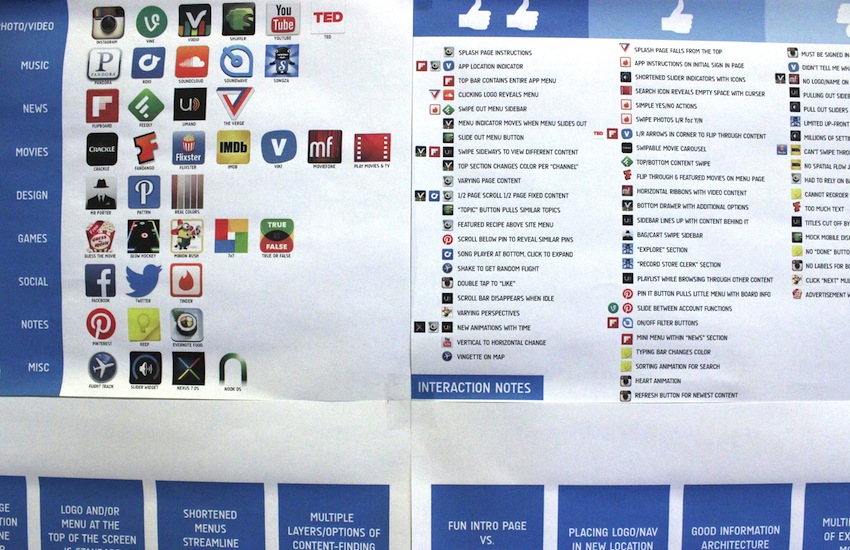 PHOTO/VIDEO
INSTAGRAM
VINE
VODIO
SHUFFLR
You
Tube
YOUTUBE
TED
TED
MUSIC
PANDORA
RDIO
SOUNDCLOUD
SOUNDWAVE
SONGZA
NEWS
FLIPBOARD
FEEDLY
UMANO
THE VERGE
MOVIES
CRACKLE
CRACKLE
FANDANGO
Flixster
FLIXSTER
IMDb
IMDB
V
VIKI
mf
MOVIEFONE
PLAY MOVIES & TV
DESIGN
MR PORTER
PATTRN
REAL COLORS
GAMES
GUESS THE MOVIE
GLOW HOCKEY
MINION RUSH
7x7
TRUE
FALSE
TRUE OR FALSE
SOCIAL
FACEBOOK
TWITTER
TINDER
NOTES
PINTEREST
KEEP
EVERNOTE FOOD
MISC
FLIGHT TRACK
SLIDER WIDGET
NEXUS 7 OS
NOOK OS
SPLASH PAGE INSTRUCTIONS
APP LOCATION INDICATOR
TOP BAR CONTAINS ENTIRE APP MENU
CLICKING LOGO REVEALS MENU
SWIPE OUT MENU SIDEBAR
MENU INDICATOR MOVES WHEN MENU SLIDES OUT
SLIDE OUT MENU BUTTON
SWIPE SIDEWAYS TO VIEW DIFFERENT CONTENT
TOP SECTION CHANGES COLOR PER "CHANNEL"
VARYING PAGE CONTENT
1/2 PAGE SCROLL 1/2 PAGE FIXED CONTENT
"TOPIC" BUTTON PULLS SIMILAR TOPICS
FEATURED RECIPE ABOVE SITE MENU
SCROLL BELOW PIN TO REVEAL SIMILAR PINS
SONG PLAYER AT BOTTOM, CLICK TO EXPAND
SHAKE TO GET RANDOM FLIGHT
DOUBLE TAP TO "LIKE"
SCROLL BAR DISAPPEARS WHEN IDLE
VARYING PERSPECTIVES
NEW ANIMATIONS WITH TIME
VERTICAL TO HORIZONTAL CHANGE
VINGETTE ON MAP
INTERACTION NOTES
SPLASH PAGE FALLS FROM THE TOP
APP INSTRUCTIONS ON INITIAL SIGN IN PAGE
SHORTENED SLIDER INDICATORS WITH ICONS
SEARCH ICON REVEALS EMPTY SPACE WITH CURSER
SIMPLE YES/NO ACTIONS
SWIPE PHOTOS L/R for Y/N
TED
L/R ARROWS IN CORNER TO FLIP THROUGH CONTENT
SWIPABLE MOVIE CAROUSEL
TOP/BOTTOM CONTENT SWIPE
FLIP THROUGH 6 FEATURED MOVIES ON MENU PAGE
HORIZONTAL RIBBONS WITH VIDEO CONTENT
BOTTOM DRAWER WITH ADDITIONAL OPTIONS
SIDEBAR LINES UP WITH CONTENT BEHIND IT
BAG/CART SWIPE SIDEBAR
"EXPLORE" SECTION
"RECORD STORE CLERK" SECTION
PLAYLIST WHILE BROWSING THROUGH OTHER CONTENT
PIN IT BUTTON PULLS LITTLE MENU WITH BOARD INFO
SLIDE BETWEEN ACCOUNT FUNCTIONS
ON/OFF FILTER BUTTONS
MINI MENU WITHIN "NEWS" SECTION
TYPING BAR CHANGES COLOR
SORTING ANIMATION FOR SEARCH
HEART ANIMATION
REFRESH BUTTON FOR NEWEST CONTENT
MUST BE SIGNED IN
DIDN'T TELL ME
NO LOGO/NAME ON
PULLING OUT
PULL OUT SLIDERS
LIMITED UP-FRONT
MILLIONS OF
CAN'T SWIPE
NO SPATIAL FLOW
HAD TO RELY ON
CANNOT REORDER
TOO MUCH TEXT
TITLES CUT OFF BY
MOCK MOBILE
NO "DONE"
NO LABELS FOR
CLICK "NEXT"
ADVERTISEMENT
LOGO AND/OR
MENU AT THE
TOP OF THE SCREEN
IS STANDARD
SHORTENED
MENUS
STREAMLINE
MULTIPLE
LAYERS/OPTIONS OF
CONTENT-FINDING
FUN INTRO PAGE
VS.
PLACING LOGO/NAV
IN NEW LOCATION
GOOD INFORMATION
ARCHITECTURE
OF